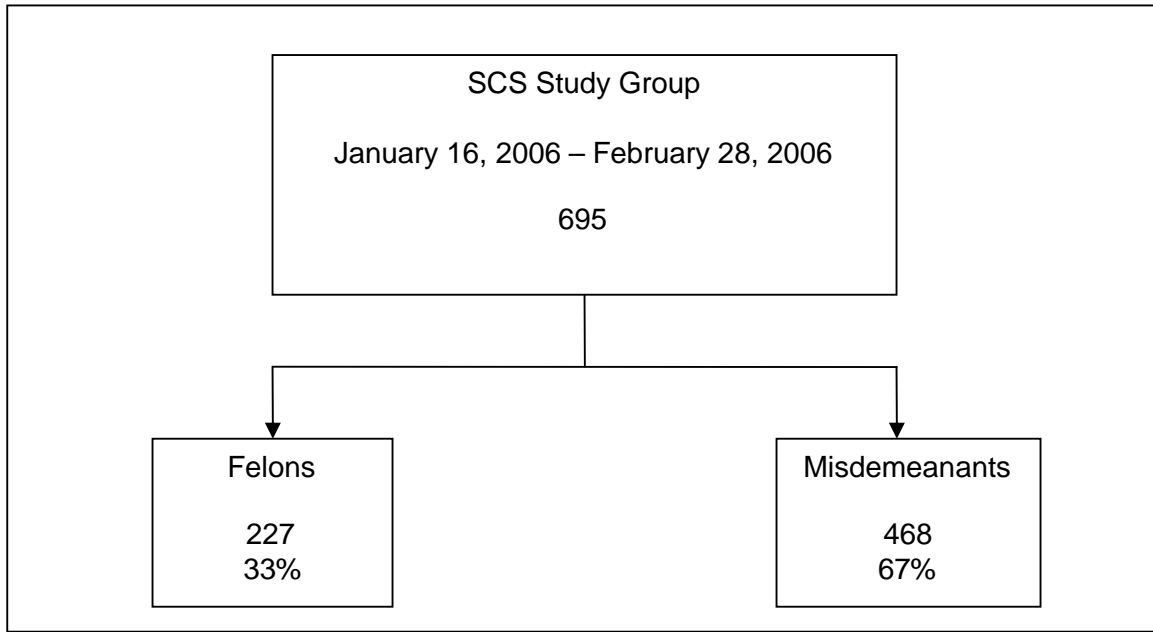 SCS Study Group
January 16, 2006 – February 28, 2006
695
Felons
227
33%
Misdemeanants
468
67%